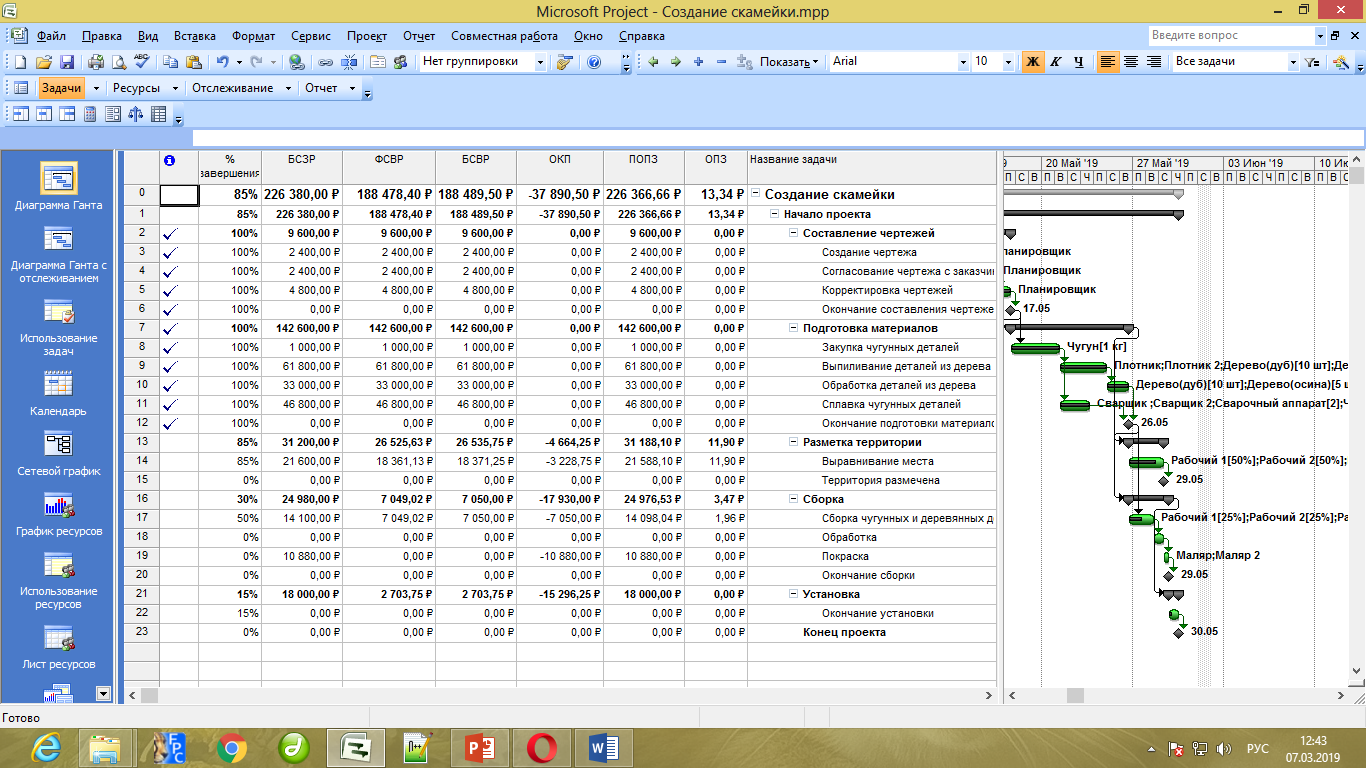 Microsoft Project - Создание скамейки.mpp
Файл Правка Вид Вставка Формат Сервис Проект Отчет Совместная работа Окно Справка Введите вопрос
Нет группировки Показать Arial 10 Ж К Ч Все задачи
Задачи Ресурсы Отслеживание Отчет
% завершения БСЗР ФСВР БСВР ОКП ПОПЗ ОПЗ Название задачи 20 Май '19 27 Май '19 03 Июн '19 10 Июн
П С В П В С Ч П С В П В С Ч П С В П В С Ч П С В П В С
0 85% 226 380,00 ₽ 188 478,40 ₽ 188 489,50 ₽ -37 890,50 ₽ 226 366,66 ₽ 13,34 ₽ Создание скамейки
1 85% 226 380,00 ₽ 188 478,40 ₽ 188 489,50 ₽ -37 890,50 ₽ 226 366,66 ₽ 13,34 ₽ Начало проекта
2 100% 9 600,00 ₽ 9 600,00 ₽ 9 600,00 ₽ 0,00 ₽ 9 600,00 ₽ 0,00 ₽ Составление чертежей
3 100% 2 400,00 ₽ 2 400,00 ₽ 2 400,00 ₽ 0,00 ₽ 2 400,00 ₽ 0,00 ₽ Создание чертежа ланировщик
4 100% 2 400,00 ₽ 2 400,00 ₽ 2 400,00 ₽ 0,00 ₽ 2 400,00 ₽ 0,00 ₽ Согласование чертежа с заказчи Планировщик
5 100% 4 800,00 ₽ 4 800,00 ₽ 4 800,00 ₽ 0,00 ₽ 4 800,00 ₽ 0,00 ₽ Корректировка чертежей Планировщик
6 100% 0,00 ₽ 0,00 ₽ 0,00 ₽ 0,00 ₽ 0,00 ₽ 0,00 ₽ Окончание составления чертеже 17.05
7 100% 142 600,00 ₽ 142 600,00 ₽ 142 600,00 ₽ 0,00 ₽ 142 600,00 ₽ 0,00 ₽ Подготовка материалов
8 100% 1 000,00 ₽ 1 000,00 ₽ 1 000,00 ₽ 0,00 ₽ 1 000,00 ₽ 0,00 ₽ Закупка чугунных деталей Чугун[1 кг]
9 100% 61 800,00 ₽ 61 800,00 ₽ 61 800,00 ₽ 0,00 ₽ 61 800,00 ₽ 0,00 ₽ Выпиливание деталей из дерева Плотник;Плотник 2;Дерево(дуб)[10 шт];Де
10 100% 33 000,00 ₽ 33 000,00 ₽ 33 000,00 ₽ 0,00 ₽ 33 000,00 ₽ 0,00 ₽ Обработка деталей из дерева Дерево(дуб)[10 шт];Дерево(осина)[5 ш
11 100% 46 800,00 ₽ 46 800,00 ₽ 46 800,00 ₽ 0,00 ₽ 46 800,00 ₽ 0,00 ₽ Сплавка чугунных деталей Сварщик ;Сварщик 2;Сварочный аппарат[2];Ч
12 100% 0,00 ₽ 0,00 ₽ 0,00 ₽ 0,00 ₽ 0,00 ₽ 0,00 ₽ Окончание подготовки материало 26.05
13 85% 31 200,00 ₽ 26 525,63 ₽ 26 535,75 ₽ -4 664,25 ₽ 31 188,10 ₽ 11,90 ₽ Разметка территории
14 85% 21 600,00 ₽ 18 361,13 ₽ 18 371,25 ₽ -3 228,75 ₽ 21 588,10 ₽ 11,90 ₽ Выравнивание места Рабочий 1[50%];Рабочий 2[50%];
15 0% 0,00 ₽ 0,00 ₽ 0,00 ₽ 0,00 ₽ 0,00 ₽ 0,00 ₽ Территория размечена 29.05
16 30% 24 980,00 ₽ 7 049,02 ₽ 7 050,00 ₽ -17 930,00 ₽ 24 976,53 ₽ 3,47 ₽ Сборка
17 50% 14 100,00 ₽ 7 049,02 ₽ 7 050,00 ₽ -7 050,00 ₽ 14 098,04 ₽ 1,96 ₽ Сборка чугунных и деревянных д Рабочий 1[25%];Рабочий 2[25%];Ра
18 0% 0,00 ₽ 0,00 ₽ 0,00 ₽ 0,00 ₽ 0,00 ₽ 0,00 ₽ Обработка
19 0% 10 880,00 ₽ 0,00 ₽ 0,00 ₽ -10 880,00 ₽ 10 880,00 ₽ 0,00 ₽ Покраска Маляр;Маляр 2
20 0% 0,00 ₽ 0,00 ₽ 0,00 ₽ 0,00 ₽ 0,00 ₽ 0,00 ₽ Окончание сборки 29.05
21 15% 18 000,00 ₽ 2 703,75 ₽ 2 703,75 ₽ -15 296,25 ₽ 18 000,00 ₽ 0,00 ₽ Установка
22 15% 0,00 ₽ 0,00 ₽ 0,00 ₽ 0,00 ₽ 0,00 ₽ 0,00 ₽ Окончание установки
23 0% 0,00 ₽ 0,00 ₽ 0,00 ₽ 0,00 ₽ 0,00 ₽ 0,00 ₽ Конец проекта 30.05
Диаграмма Ганта
Диаграмма Ганта с
отслеживанием
Использование
задач
Календарь
Сетевой график
График ресурсов
Использование
ресурсов
Лист ресурсов
Готово
РУС 12:43
07.03.2019